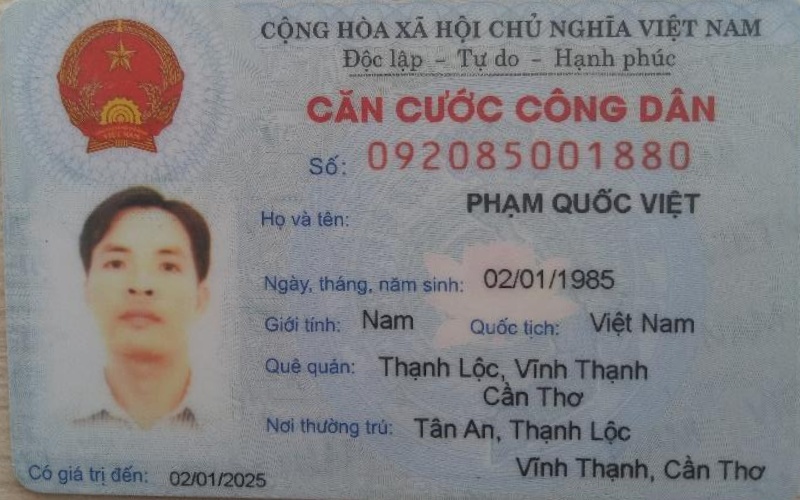 CỘNG HÒA XÃ HỘI CHỦ NGHĨA VIỆT NAM
Độc lập - Tự do - Hạnh phúc
CĂN CƯỚC CÔNG DÂN
Số: 092085001880
Họ và tên: PHẠM QUỐC VIỆT
Ngày, tháng, năm sinh: 02/01/1985
Giới tính: Nam Quốc tịch: Việt Nam
Quê quán: Thạnh Lộc, Vĩnh Thạnh
Cần Thơ
Nơi thường trú: Tân An, Thạnh Lộc
Vĩnh Thạnh, Cần Thơ
Có giá trị đến: 02/01/2025